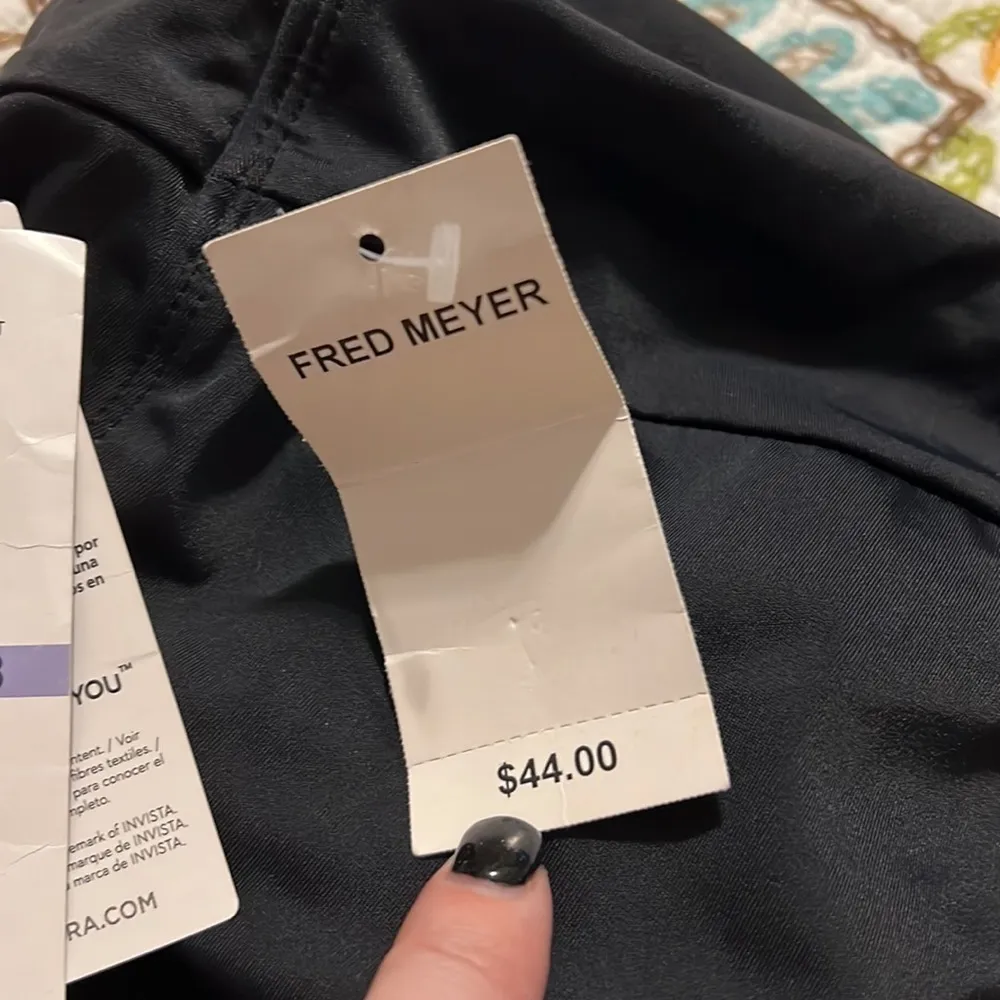 FRED MEYER
$44.00
T
3
por
una
os en
YOU™
ntent. / Voir
fibres textiles. /
para conocer el
mpleto.
emark of INVISTA.
marque de INVISTA.
marca de INVISTA.
RA.COM